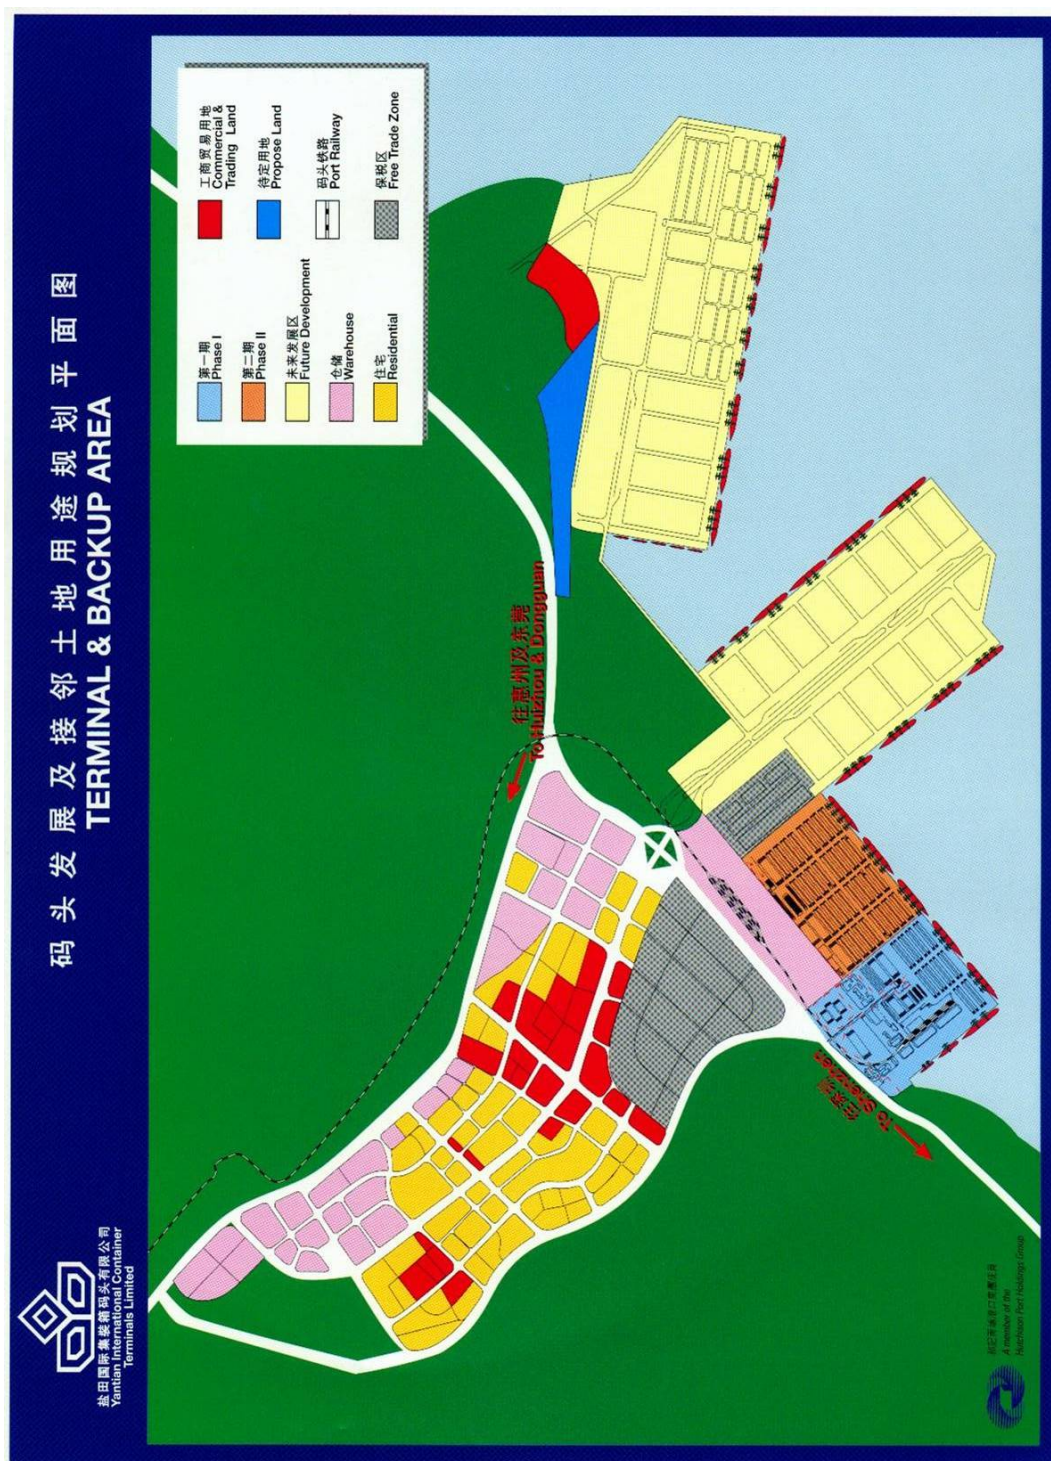 码头发展及接邻土地用途规划平面图
TERMINAL & BACKUP AREA
盐田国际集装箱码头有限公司
Yantian International Container
Terminals Limited
第一期
Phase I
第二期
Phase II
未来发展区
Future Development
仓储
Warehouse
住宅
Residential
工商贸易用地
Commercial &
Trading Land
待定用地
Propose Land
码头铁路
Port Railway
保税区
Free Trade Zone
往惠州及东莞
To Huizhou & Dongguan
往深圳
To Shenzhen
A member of the
Hutchison Port Holdings Group